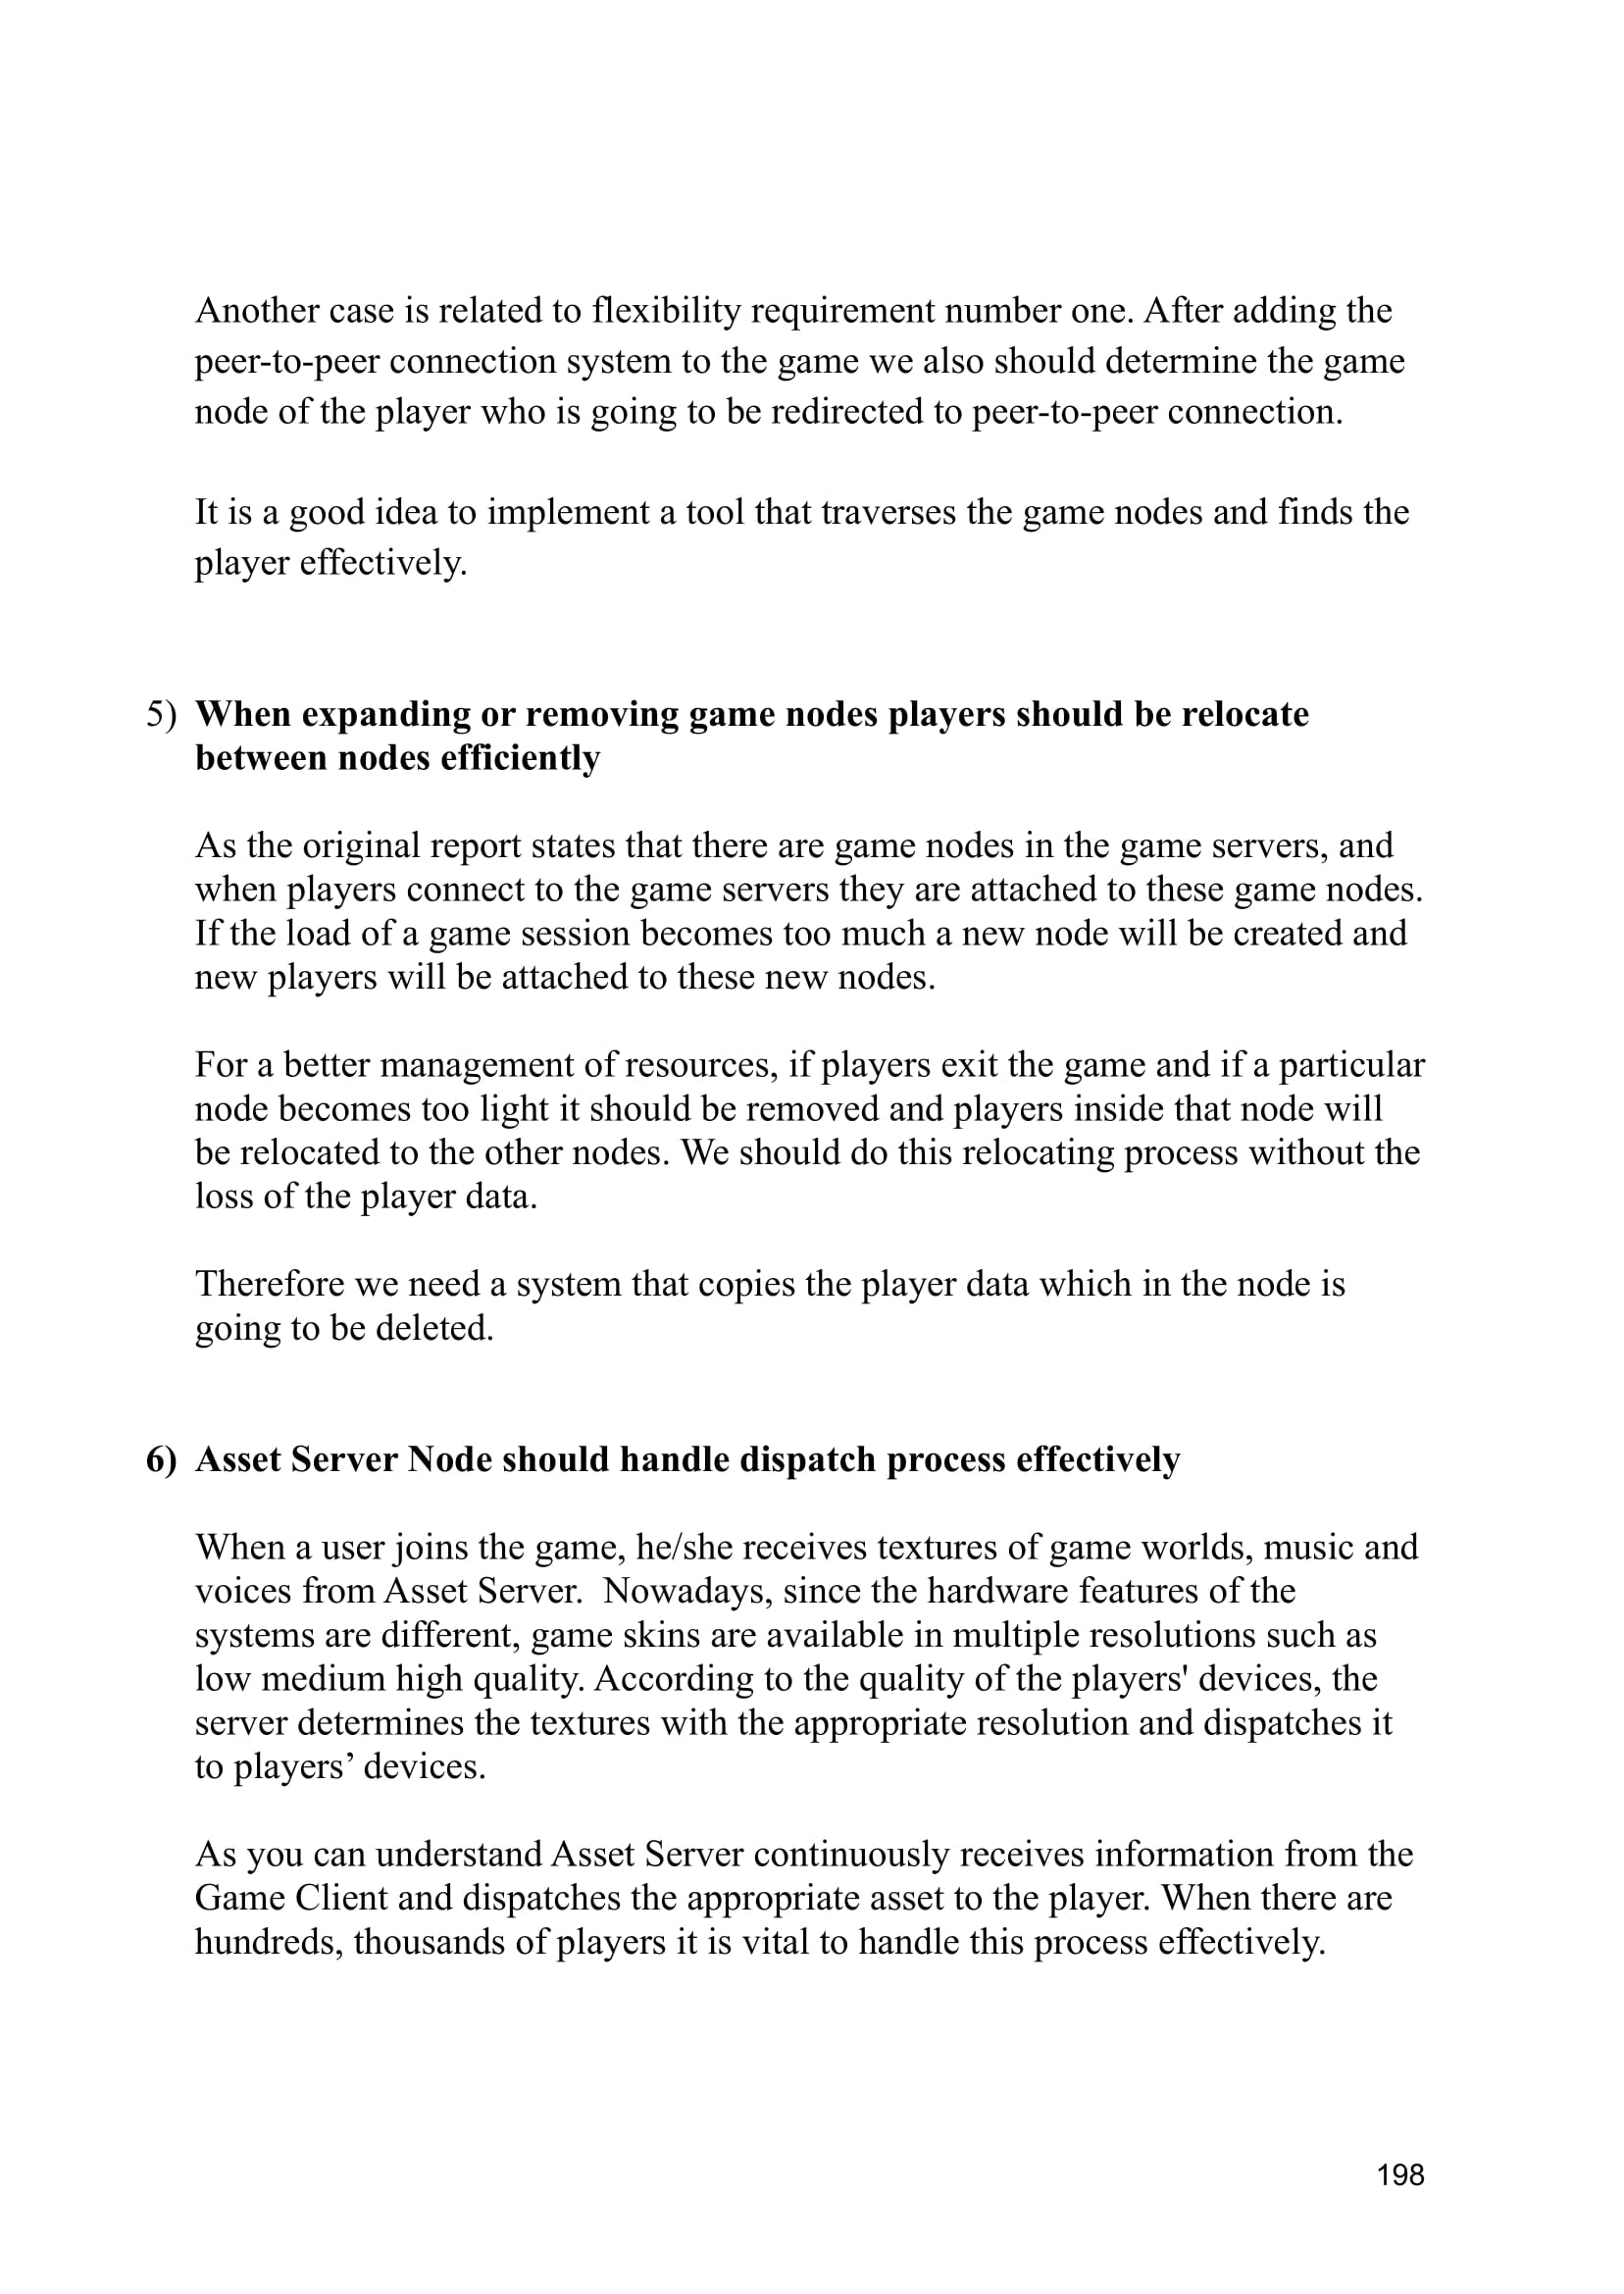 Another case is related to flexibility requirement number one. After adding the
peer-to-peer connection system to the game we also should determine the game
node of the player who is going to be redirected to peer-to-peer connection.
It is a good idea to implement a tool that traverses the game nodes and finds the
player effectively.
5) When expanding or removing game nodes players should be relocate
between nodes efficiently
As the original report states that there are game nodes in the game servers, and
when players connect to the game servers they are attached to these game nodes.
If the load of a game session becomes too much a new node will be created and
new players will be attached to these new nodes.
For a better management of resources, if players exit the game and if a particular
node becomes too light it should be removed and players inside that node will
be relocated to the other nodes. We should do this relocating process without the
loss of the player data.
Therefore we need a system that copies the player data which in the node is
going to be deleted.
6) Asset Server Node should handle dispatch process effectively
When a user joins the game, he/she receives textures of game worlds, music and
voices from Asset Server.  Nowadays, since the hardware features of the
systems are different, game skins are available in multiple resolutions such as
low medium high quality. According to the quality of the players' devices, the
server determines the textures with the appropriate resolution and dispatches it
to players’ devices.
As you can understand Asset Server continuously receives information from the
Game Client and dispatches the appropriate asset to the player. When there are
hundreds, thousands of players it is vital to handle this process effectively.
198